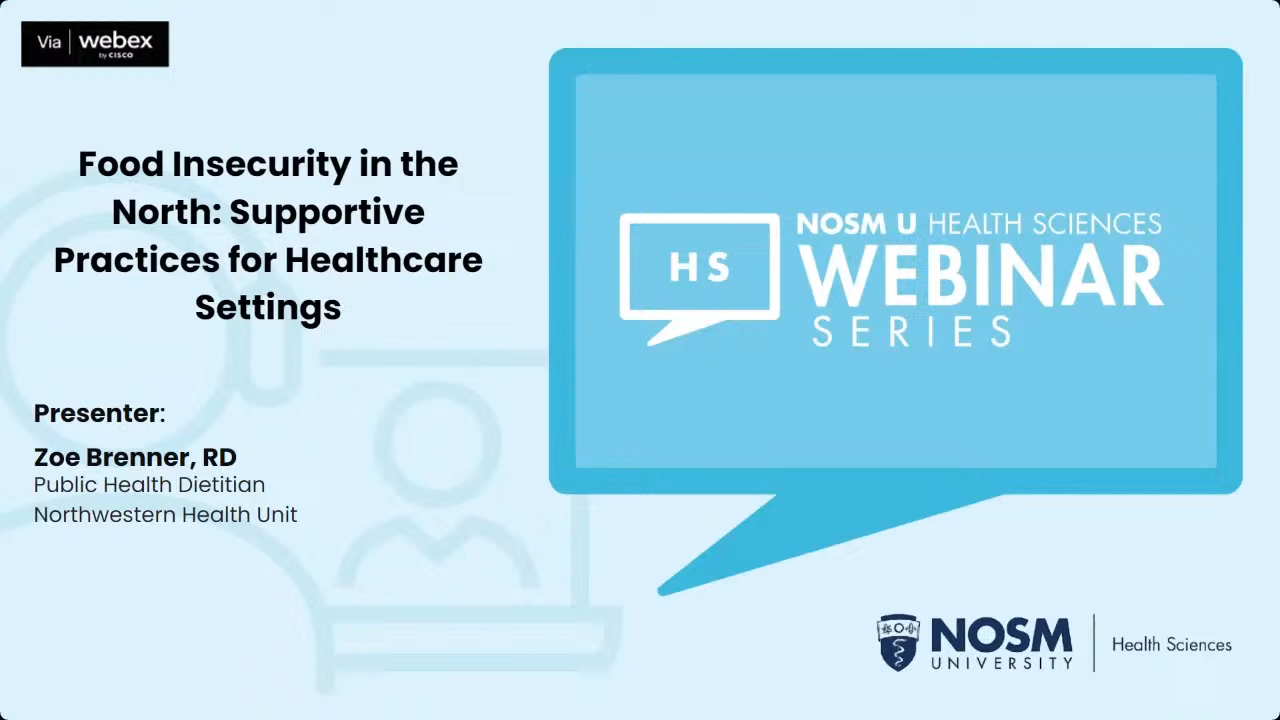 Via | webex
by CISCO
Food Insecurity in the
North: Supportive
Practices for Healthcare
Settings
Presenter:
Zoe Brenner, RD
Public Health Dietitian
Northwestern Health Unit
HS
NOSM U HEALTH SCIENCES
WEBINAR
SERIES
NOSM
UNIVERSITY
Health Sciences